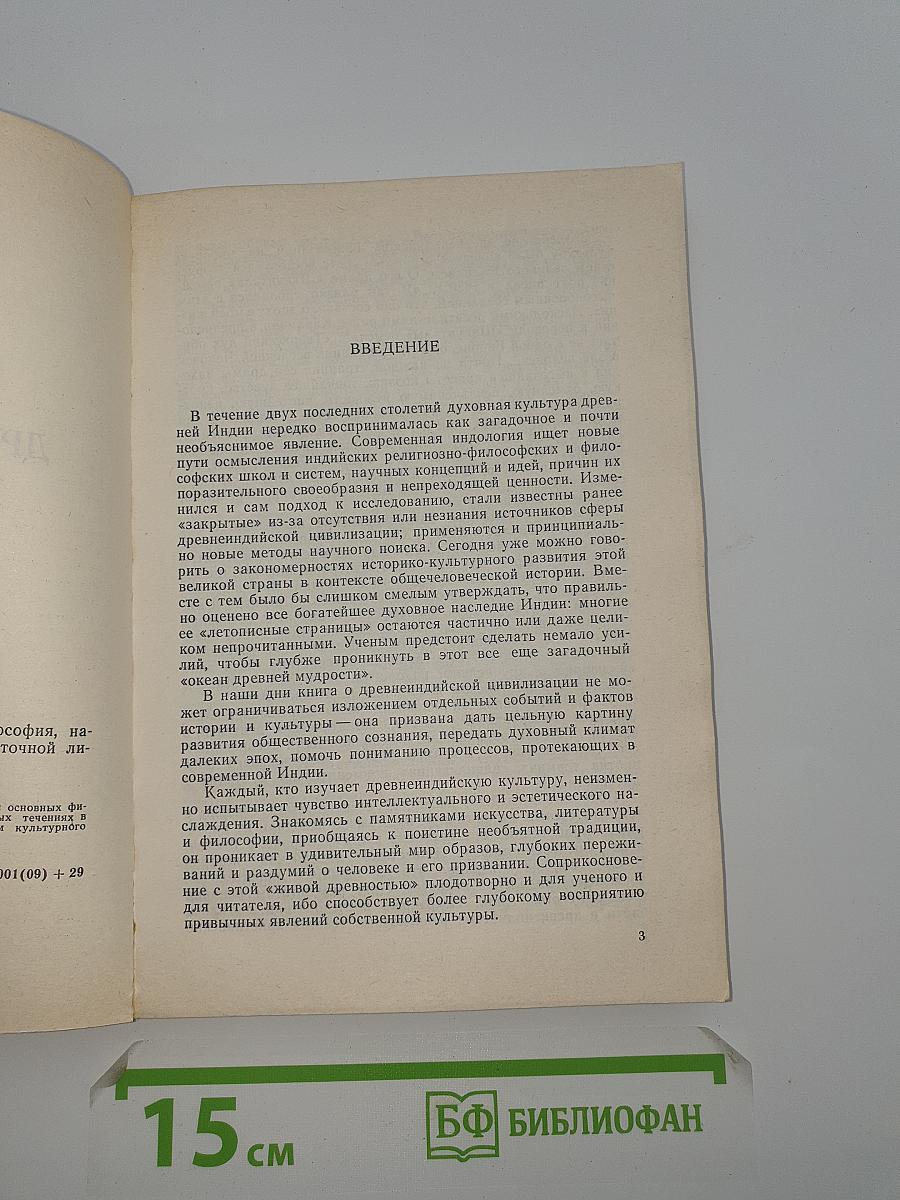 ософия, на-
точной ли-
основных фи-
ых течениях в
м культурного
001(09) + 29
ВВЕДЕНИЕ
В течение двух последних столетий духовная культура древ-
ней Индии нередко воспринималась как загадочное и почти
необъяснимое явление. Современная индология ищет новые
пути осмысления индийских религиозно-философских и фило-
софских школ и систем, научных концепций и идей, причин их
поразительного своеобразия и непреходящей ценности. Изме-
нился и сам подход к исследованию, стали известны ранее
«закрытые» из-за отсутствия или незнания источников сферы
древнеиндийской цивилизации; применяются и принципиаль-
но новые методы научного поиска. Сегодня уже можно гово-
рить о закономерностях историко-культурного развития этой
великой страны в контексте общечеловеческой истории. Вме-
сте с тем было бы слишком смелым утверждать, что правиль-
но оценено все богатейшее духовное наследие Индии: многие
ее «летописные страницы» остаются частично или даже цели-
ком непрочитанными. Ученым предстоит сделать немало уси-
лий, чтобы глубже проникнуть в этот все еще загадочный
«океан древней мудрости».
В наши дни книга о древнеиндийской цивилизации не мо-
жет ограничиваться изложением отдельных событий и фактов
истории и культуры — она призвана дать цельную картину
развития общественного сознания, передать духовный климат
далеких эпох, помочь пониманию процессов, протекающих в
современной Индии.
Каждый, кто изучает древнеиндийскую культуру, неизмен-
но испытывает чувство интеллектуального и эстетического на-
слаждения. Знакомясь с памятниками искусства, литературы
и философии, приобщаясь к поистине необъятной традиции,
он проникает в удивительный мир образов, глубоких пережи-
ваний и раздумий о человеке и его призвании. Соприкоснове-
ние с этой «живой древностью» плодотворно и для ученого и
для читателя, ибо способствует более глубокому восприятию
привычных явлений собственной культуры.
3
15 см
БФ БИБЛИОФАН